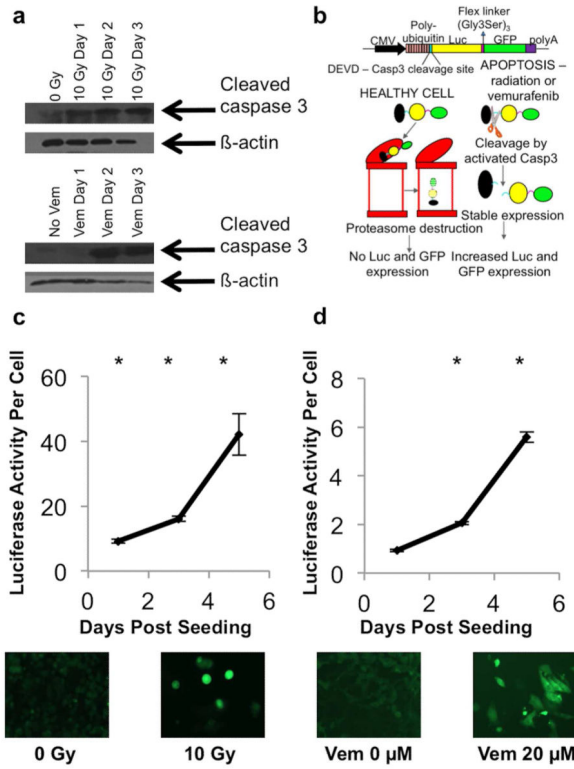 a
0 Gy
10 Gy Day 1
10 Gy Day 2
10 Gy Day 3
Cleaved
caspase 3
ß-actin
No Vem
Vem Day 1
Vem Day 2
Vem Day 3
Cleaved
caspase 3
ß-actin
b
Flex linker
(Gly3Ser)3
Poly-
ubiquitin
CMV
Luc
GFP
polyA
DEVD – Casp3 cleavage site
HEALTHY CELL
APOPTOSIS –
radiation or
vemurafenib
Cleavage by
activated Casp3
Stable expression
Proteasome destruction
No Luc and GFP
expression
Increased Luc and
GFP expression
c
* * *
Luciferase Activity Per Cell
60
40
20
0
0 2 4 6
Days Post Seeding
0 Gy
10 Gy
d
* *
Luciferase Activity Per Cell
8
6
4
2
0
0 2 4 6
Days Post Seeding
Vem 0 µM
Vem 20 µM